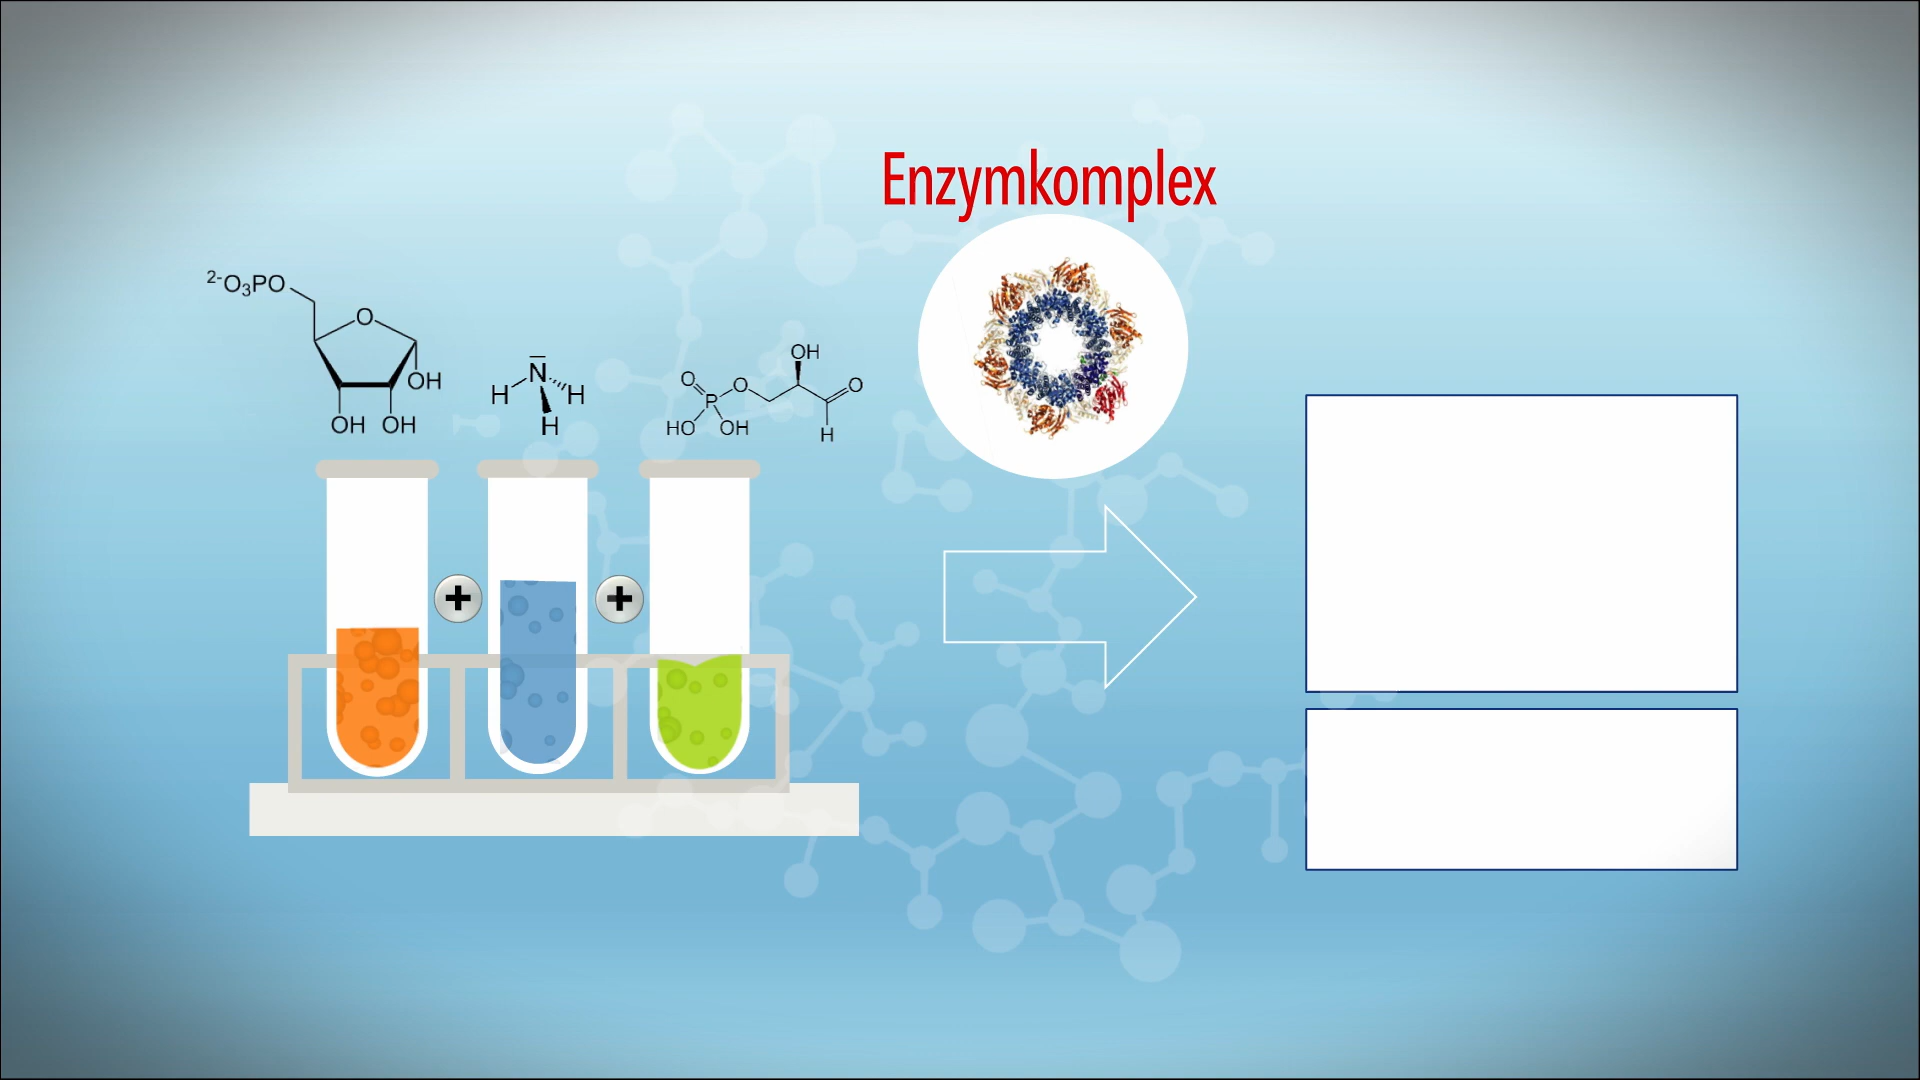 Enzymkomplex
2-O3PO
O
OH
OH OH
N
H H
H
OH
O O O
P
HO OH H
+ +